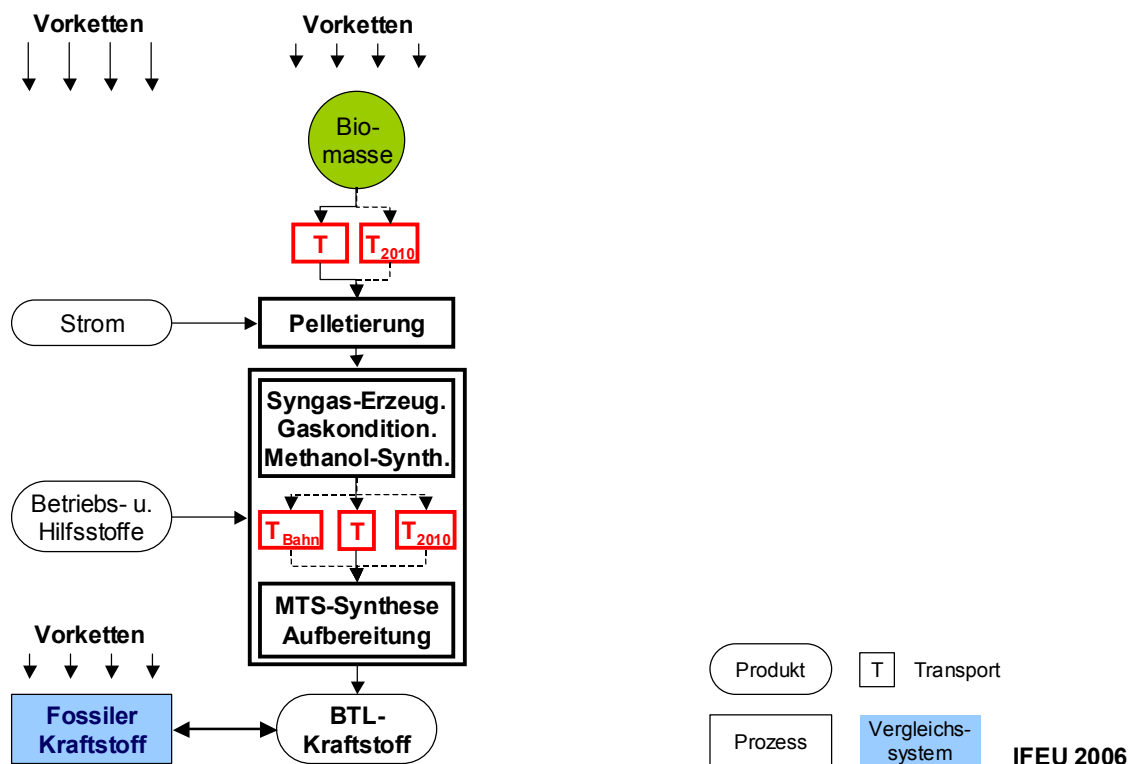 Vorketten
Vorketten
Bio-
masse
T
T2010
Strom
Pelletierung
Syngas-Erzeug.
Gaskondition.
Methanol-Synth.
Betriebs- u.
Hilfsstoffe
TBahn
T
T2010
MTS-Synthese
Aufbereitung
Vorketten
Fossiler
Kraftstoff
BTL-
Kraftstoff
Produkt
T
Transport
Prozess
Vergleichs-
system
IFEU 2006